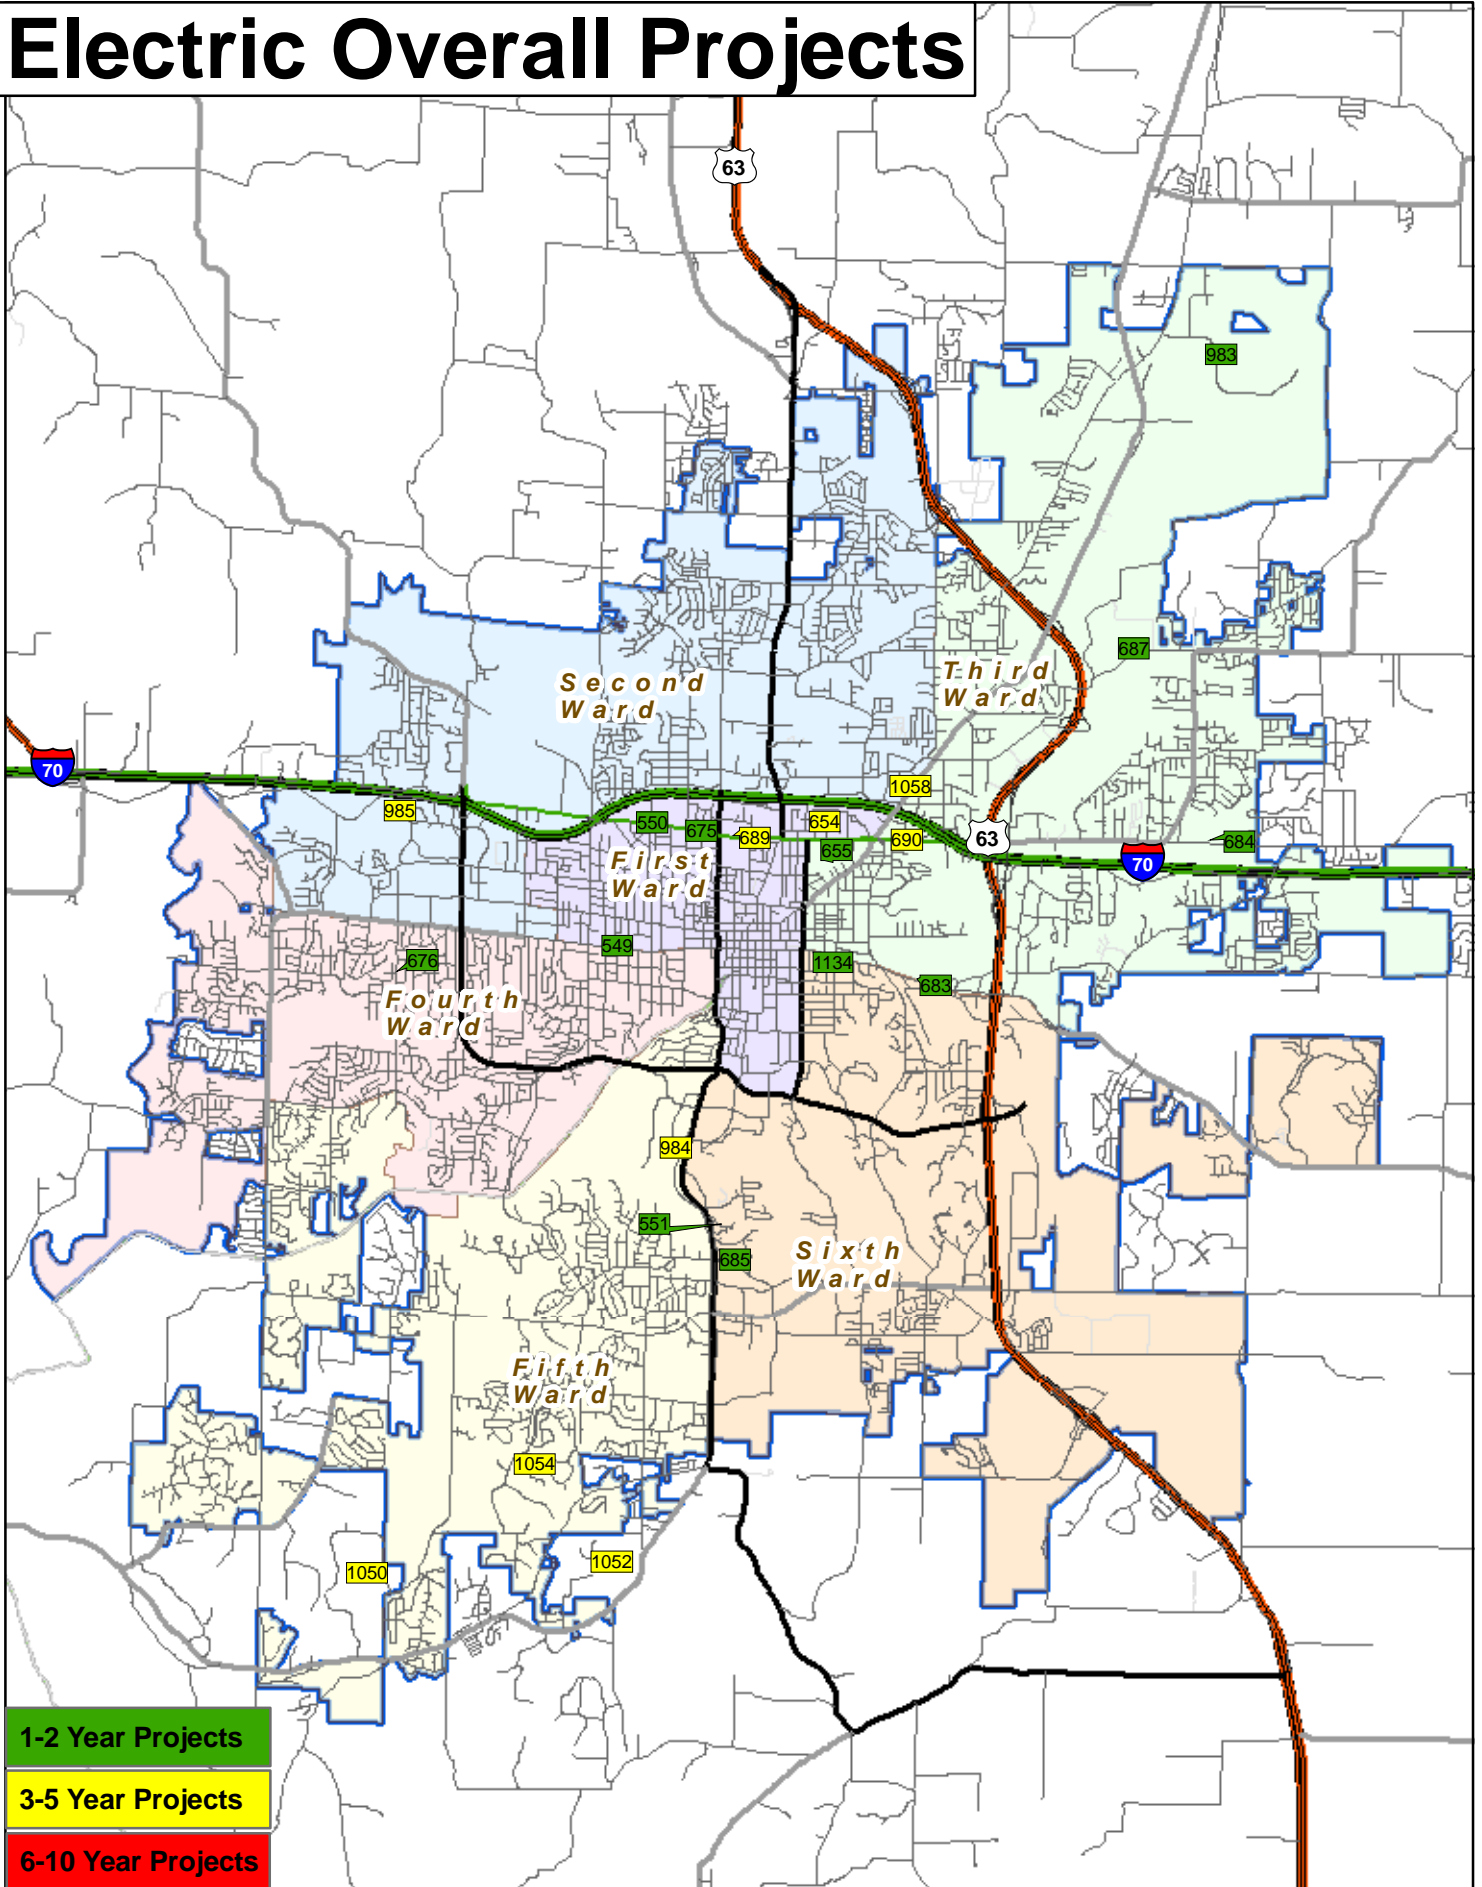 Electric Overall Projects
63
983
687
Second
Ward
Third
Ward
70
1058
985
550
675
689
654
690
655
63
684
70
First
Ward
549
676
1134
683
Fourth
Ward
984
551
685
Sixth
Ward
Fifth
Ward
1054
1052
1050
1-2 Year Projects
3-5 Year Projects
6-10 Year Projects